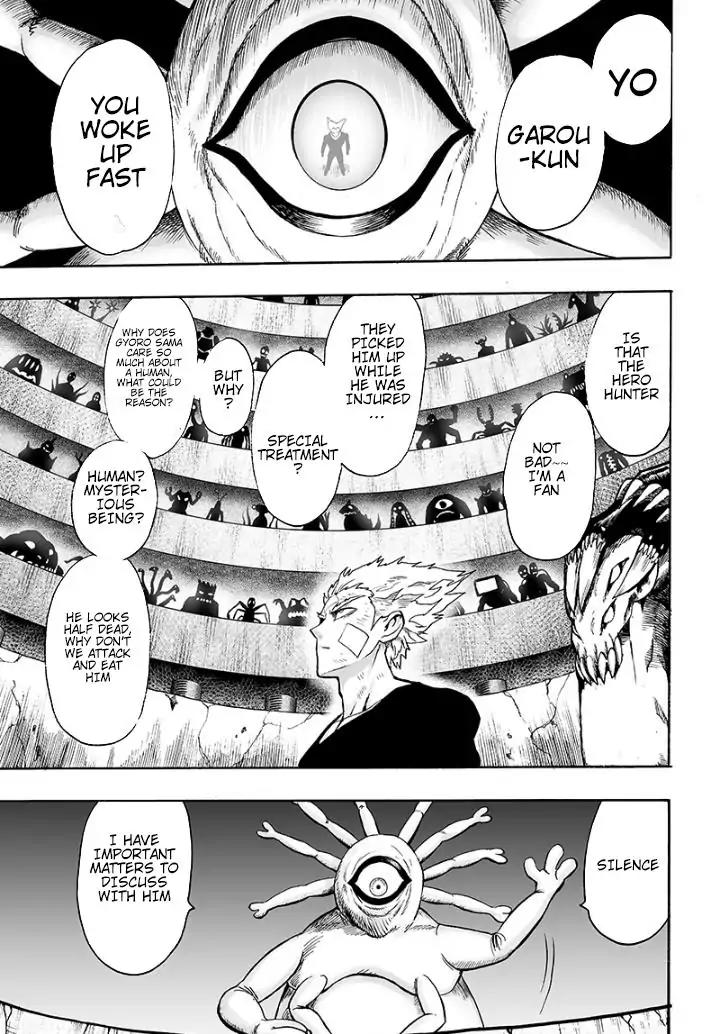 YO
GAROU
-KUN
YOU
WOKE
UP
FAST
IS
THAT
THE
HERO
HUNTER
NOT
BAD~~
I'M A
FAN
THEY
PICKED
HIM UP
WHILE
HE WAS
INJURED
...
SPECIAL
TREATMENT
?
BUT
WHY
?
WHY DOES
GYORO SAMA
CARE SO
MUCH ABOUT
A HUMAN,
WHAT COULD
BE THE
REASON?
HUMAN?
MYSTER-
IOUS
BEING?
HE LOOKS
HALF DEAD,
WHY DON'T
WE ATTACK
AND EAT
HIM
SILENCE
I HAVE
IMPORTANT
MATTERS TO
DISCUSS
WITH HIM